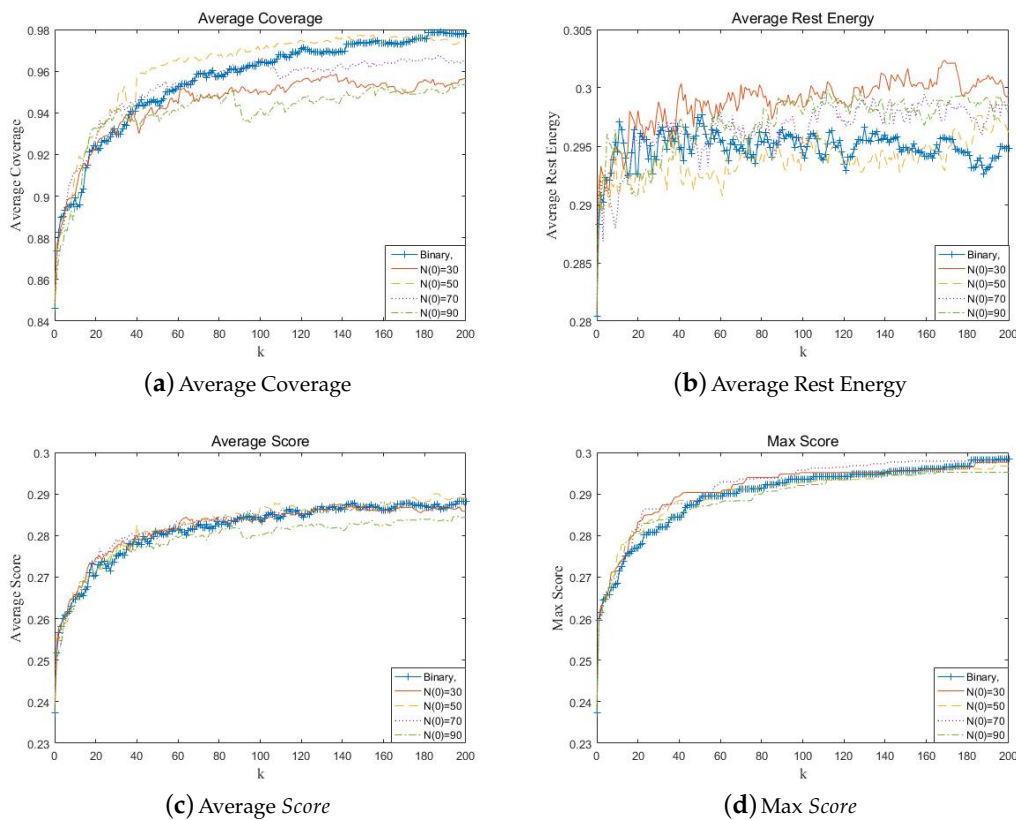 Average Coverage
0.98
0.96
0.94
0.92
0.9
0.88
0.86
0.84
Average Coverage
0 20 40 60 80 100 120 140 160 180 200
k
Binary,
N(0)=30
N(0)=50
N(0)=70
N(0)=90
(a) Average Coverage
Average Rest Energy
0.305
0.3
0.295
0.29
0.285
0.28
Average Rest Energy
0 20 40 60 80 100 120 140 160 180 200
k
Binary,
N(0)=30
N(0)=50
N(0)=70
N(0)=90
(b) Average Rest Energy
Average Score
0.3
0.29
0.28
0.27
0.26
0.25
0.24
0.23
Average Score
0 20 40 60 80 100 120 140 160 180 200
k
Binary,
N(0)=30
N(0)=50
N(0)=70
N(0)=90
(c) Average Score
Max Score
0.3
0.29
0.28
0.27
0.26
0.25
0.24
0.23
Max Score
0 20 40 60 80 100 120 140 160 180 200
k
Binary,
N(0)=30
N(0)=50
N(0)=70
N(0)=90
(d) Max Score